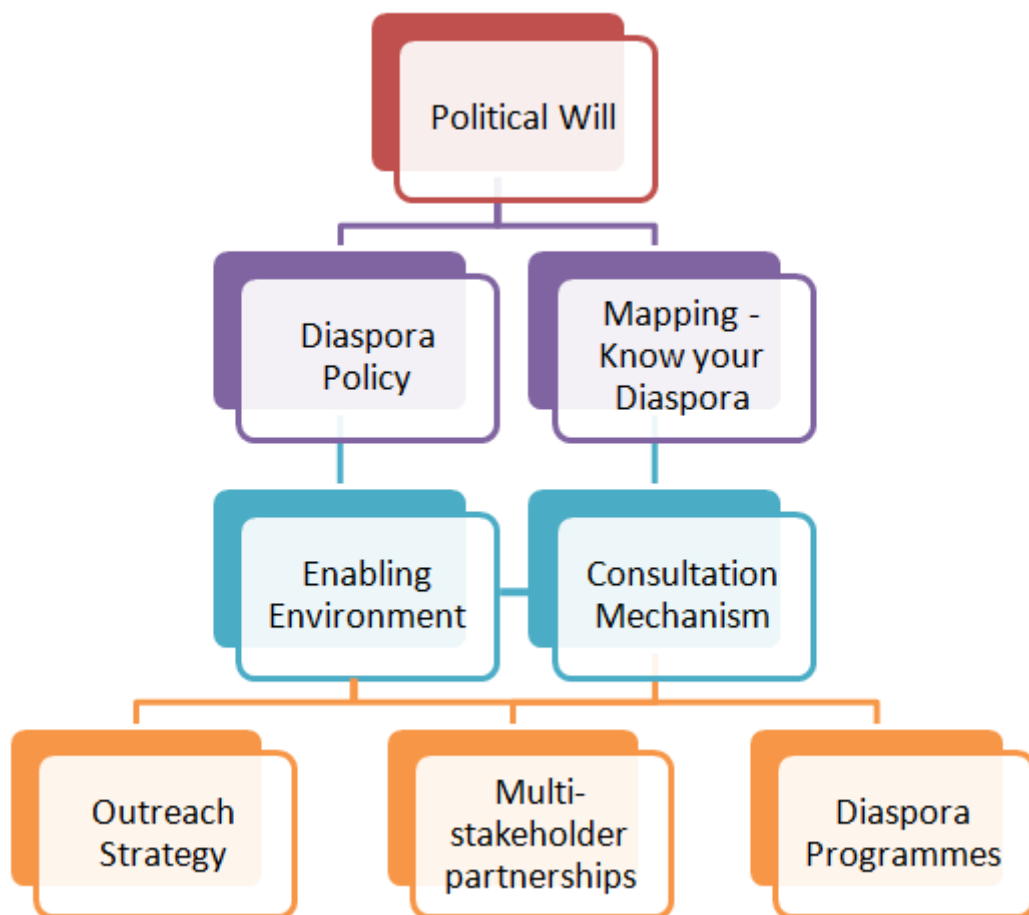 Political Will
Diaspora
Policy
Mapping -
Know your
Diaspora
Enabling
Environment
Consultation
Mechanism
Outreach
Strategy
Multi-
stakeholder
partnerships
Diaspora
Programmes